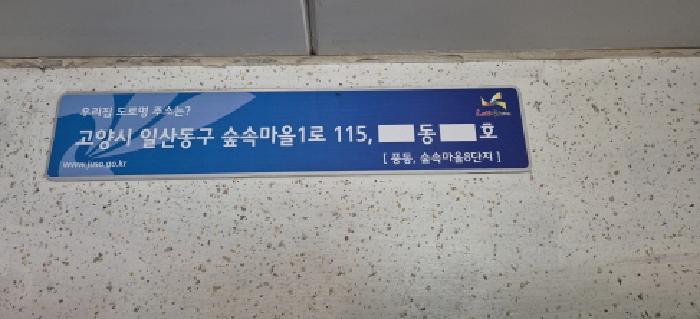 우리집 도로명 주소는?
고양시 일산동구 숲속마을1로 115, 동 호
www.juso.go.kr
[ 풍동, 숲속마을8단지 ]